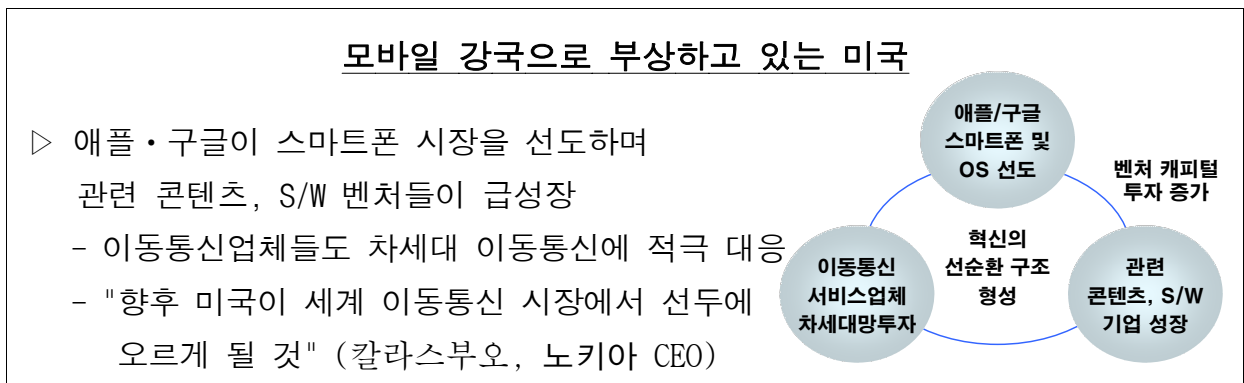 모바일 강국으로 부상하고 있는 미국
▷ 애플·구글이 스마트폰 시장을 선도하며
관련 콘텐츠, S/W 벤처들이 급성장
- 이동통신업체들도 차세대 이동통신에 적극 대응
- "향후 미국이 세계 이동통신 시장에서 선두에
오르게 될 것" (칼라스부오, 노키아 CEO)
애플/구글
스마트폰 및
OS 선도
벤처 캐피털
투자 증가
혁신의
선순환 구조
형성
이동통신
서비스업체
차세대망투자
관련
콘텐츠, S/W
기업 성장